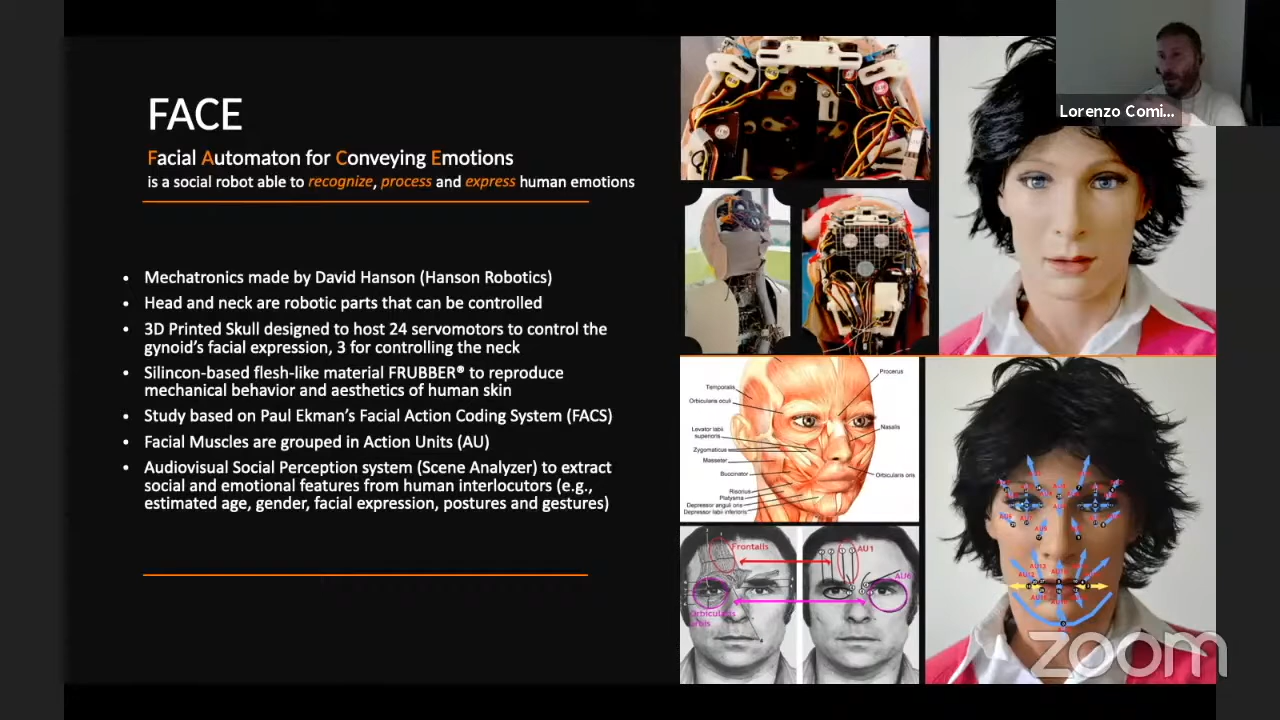 FACE
Facial Automaton for Conveying Emotions
is a social robot able to recognize, process and express human emotions
• Mechatronics made by David Hanson (Hanson Robotics)
• Head and neck are robotic parts that can be controlled
• 3D Printed Skull designed to host 24 servomotors to control the
gynoid's facial expression, 3 for controlling the neck
• Silincon-based flesh-like material FRUBBER® to reproduce
mechanical behavior and aesthetics of human skin
• Study based on Paul Ekman's Facial Action Coding System (FACS)
• Facial Muscles are grouped in Action Units (AU)
• Audiovisual Social Perception system (Scene Analyzer) to extract
social and emotional features from human interlocutors (e.g.,
estimated age, gender, facial expression, postures and gestures)
Lorenzo Comi...
Procerus
Temporalis
Orbicularis oculi
Nasalis
Levator labii
superioris
Zygomaticus
Masseter
Buccinator
Orbicularis oris
Risorius
Platysma
Depressor anguli oris
Depressor labii inferioris
Frontalis
AU1
AU6
Orbicularis
zoom